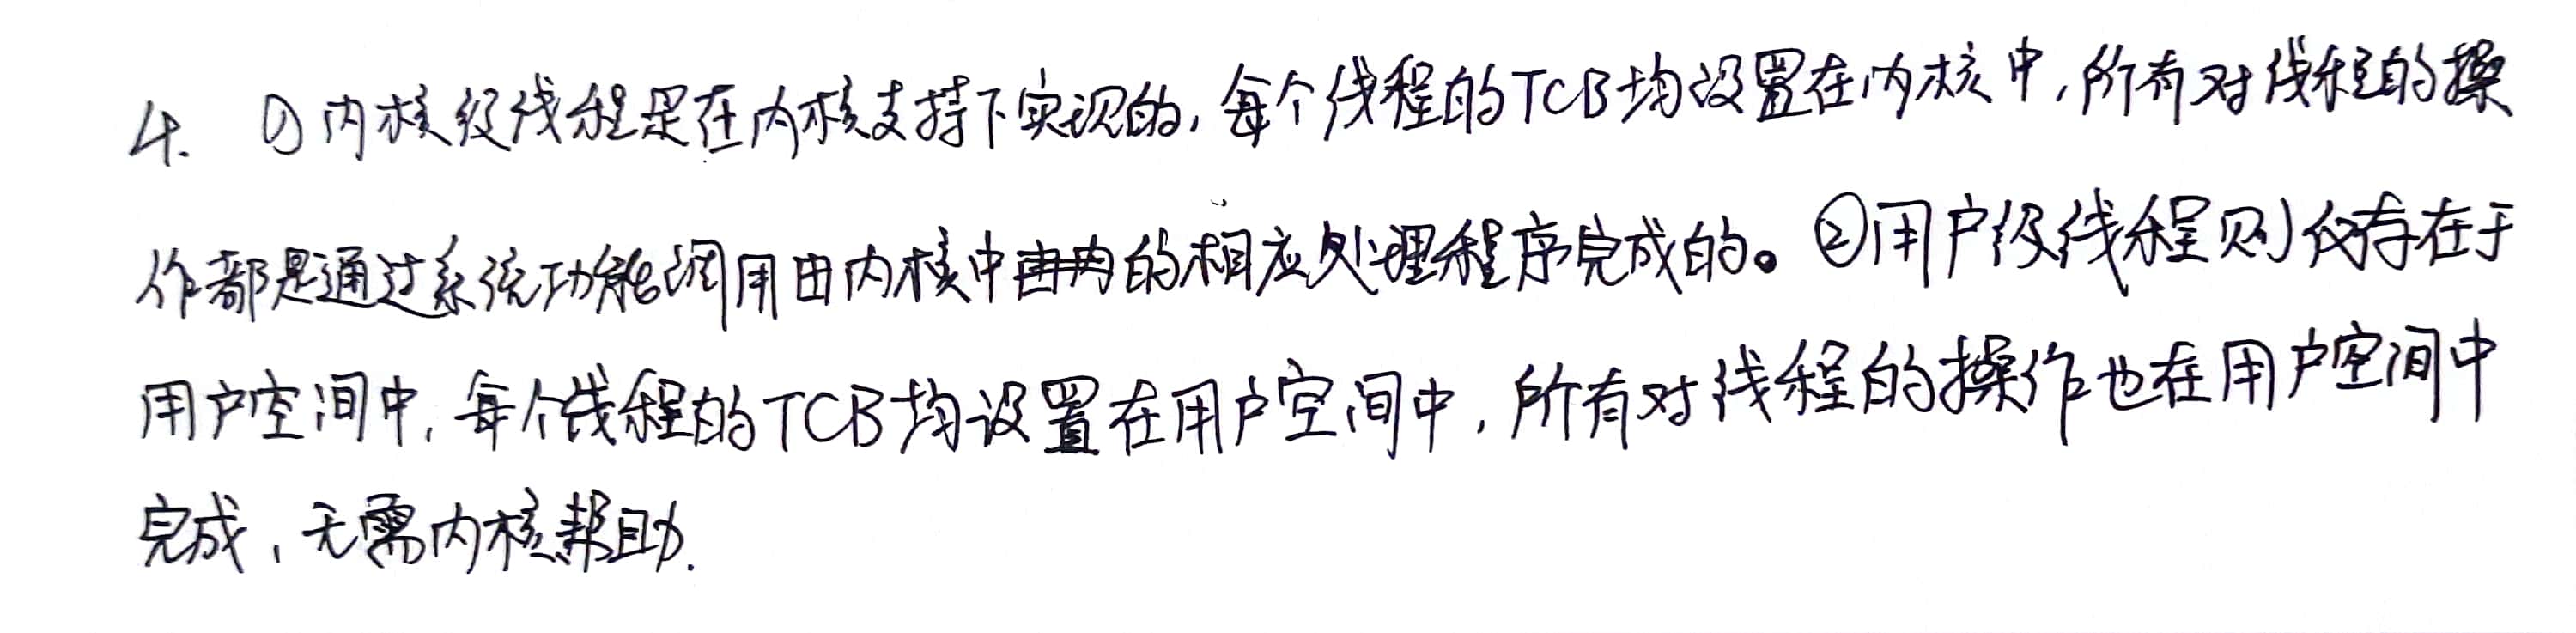 4. ①内核级线程是在内核支持下实现的,每个线程的TCB均设置在内核中,所有对线程的操
作都是通过系统功能调用由内核中的相应处理程序完成的。②用户级线程则仅存在于
用户空间中,每个线程的TCB均设置在用户空间中,所有对线程的操作也在用户空间中
完成,无需内核帮助.